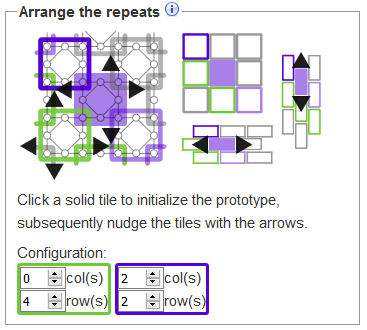 Arrange the repeats i
Click a solid tile to initialize the prototype,
subsequently nudge the tiles with the arrows.
Configuration:
0 col(s) 2 col(s)
4 row(s) 2 row(s)